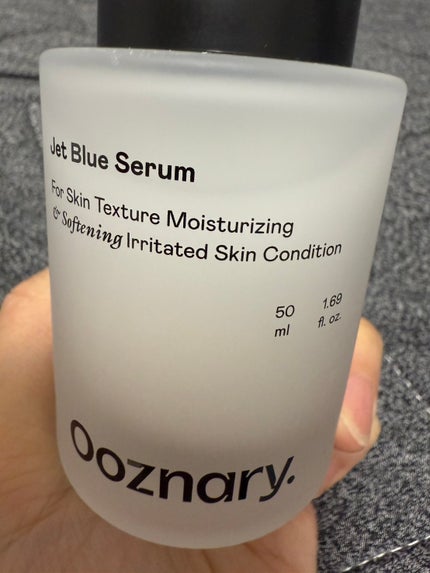 Jet Blue Serum
For Skin Texture Moisturizing
& Softening Irritated Skin Condition
50 1.69
ml fl. oz.
Ooznary.